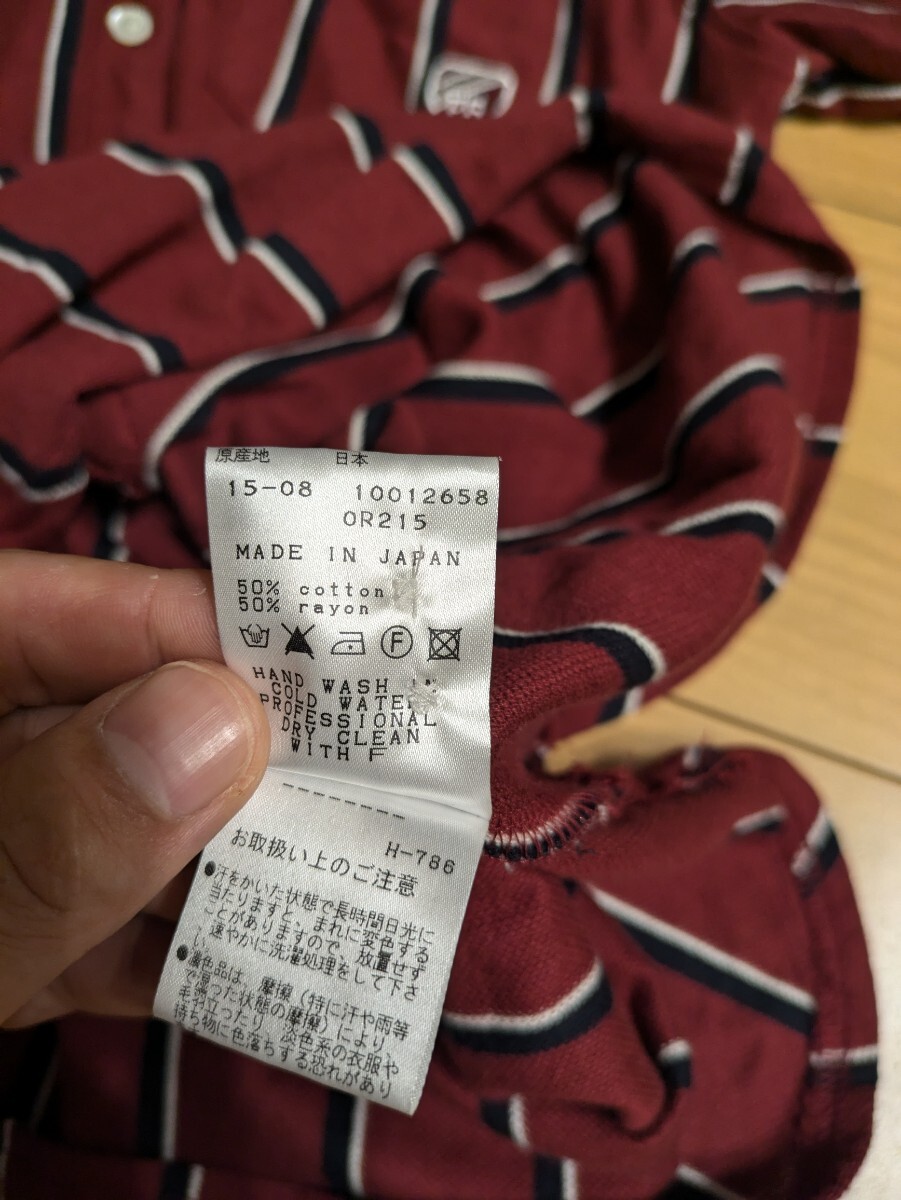 原産地 日本
15-08 10012658
0R215
MADE IN JAPAN
50% cotton
50% rayon
F
HAND WASH IN
COLD WATER
PROFESSIONAL
DRY CLEAN
WITH F
--------
H-786
お取扱い上のご注意
●汗をかいた状態で長時間日光に
当たりますと、まれに変色する
ことがありますので、放置せず
速やかに洗濯処理をして下さ
い。
●濃色品は、摩擦(特に汗や雨等
で湿った状態の摩擦)により
毛羽立ったり、淡色系の衣服や
持ち物に色落ちする恐れがあり